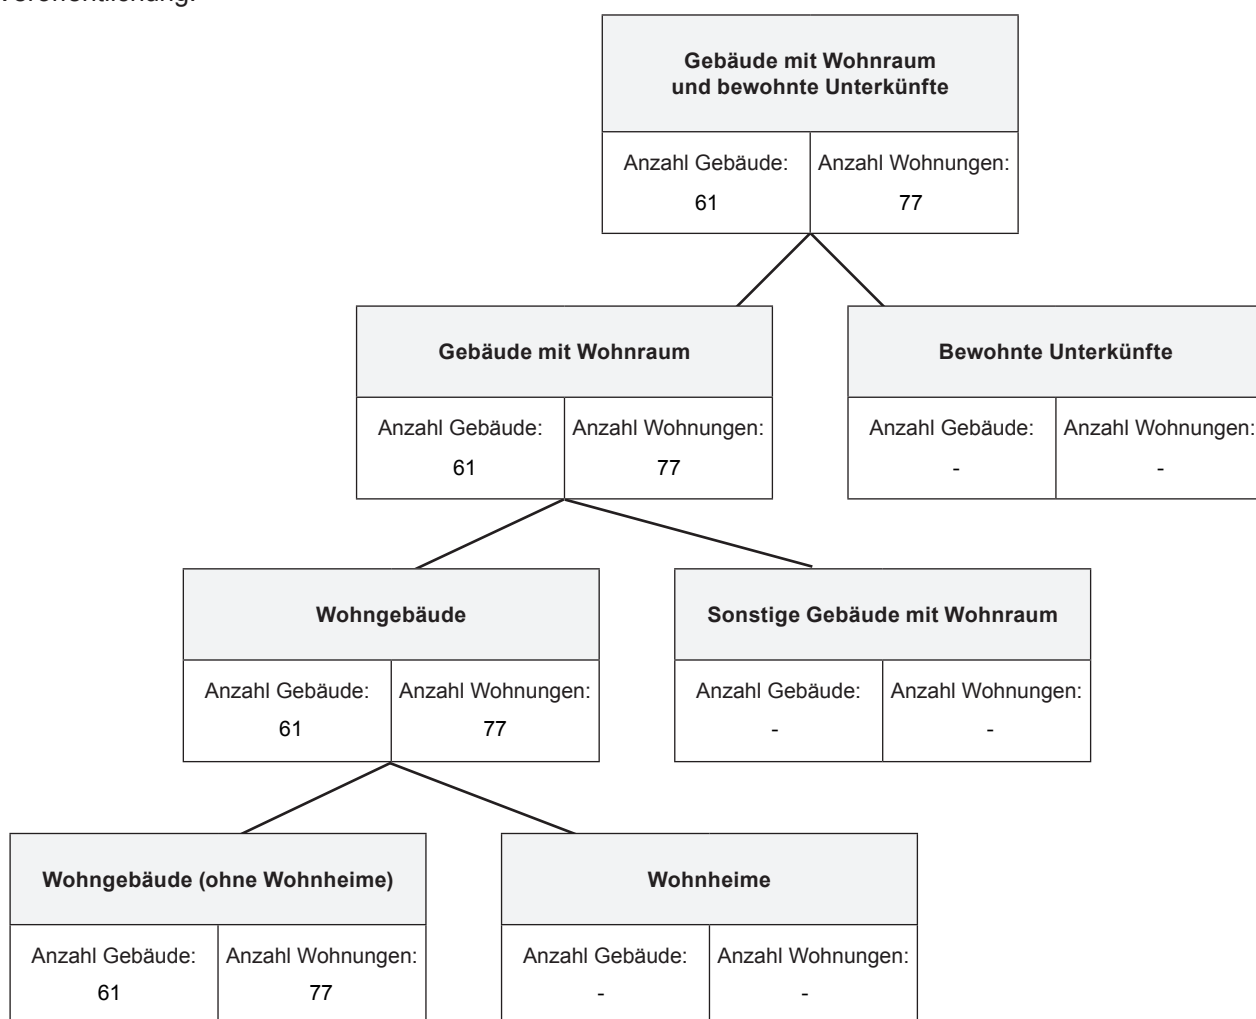 Veröffentlichung.
Gebäude mit Wohnraum
und bewohnte Unterkünfte
Anzahl Gebäude: Anzahl Wohnungen:
61 77
Gebäude mit Wohnraum Bewohnte Unterkünfte
Anzahl Gebäude: Anzahl Wohnungen: Anzahl Gebäude: Anzahl Wohnungen:
61 77 - -
Wohngebäude Sonstige Gebäude mit Wohnraum
Anzahl Gebäude: Anzahl Wohnungen: Anzahl Gebäude: Anzahl Wohnungen:
61 77 - -
Wohngebäude (ohne Wohnheime) Wohnheime
Anzahl Gebäude: Anzahl Wohnungen: Anzahl Gebäude: Anzahl Wohnungen:
61 77 - -